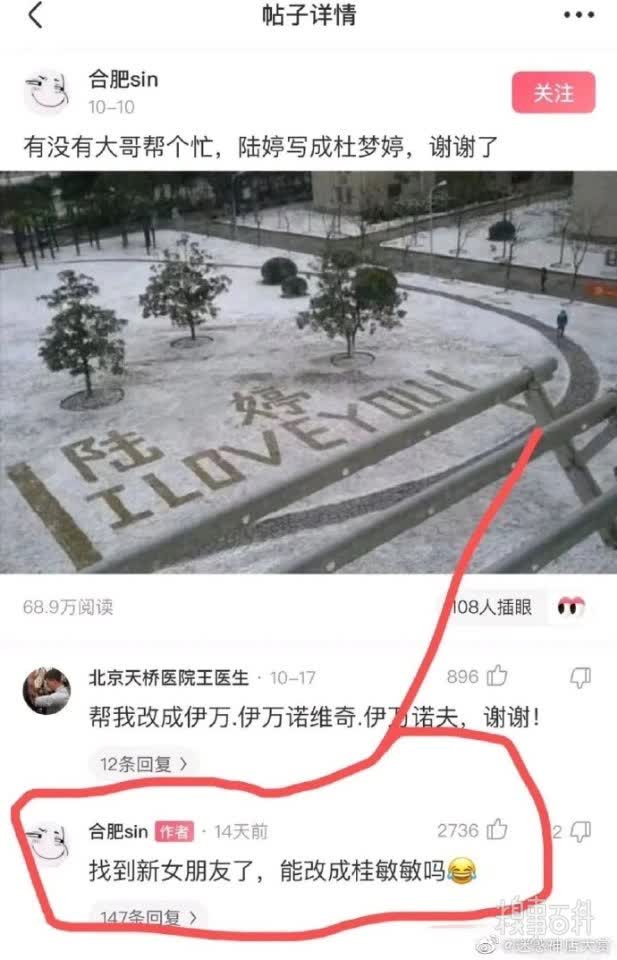 帖子详情
合肥sin
10-10
关注
有没有大哥帮个忙，陆婷写成杜梦婷，谢谢了
陆 婷
I LOVE YOU!
68.9万阅读
108人插眼
北京天桥医院王医生 · 10-17
896
帮我改成伊万.伊万诺维奇.伊万诺夫，谢谢！
12条回复 >
合肥sin 作者 · 14天前
2736
2
找到新女朋友了，能改成桂敏敏吗😂
147条回复 >
糗事百科
@迷惑神店大赏